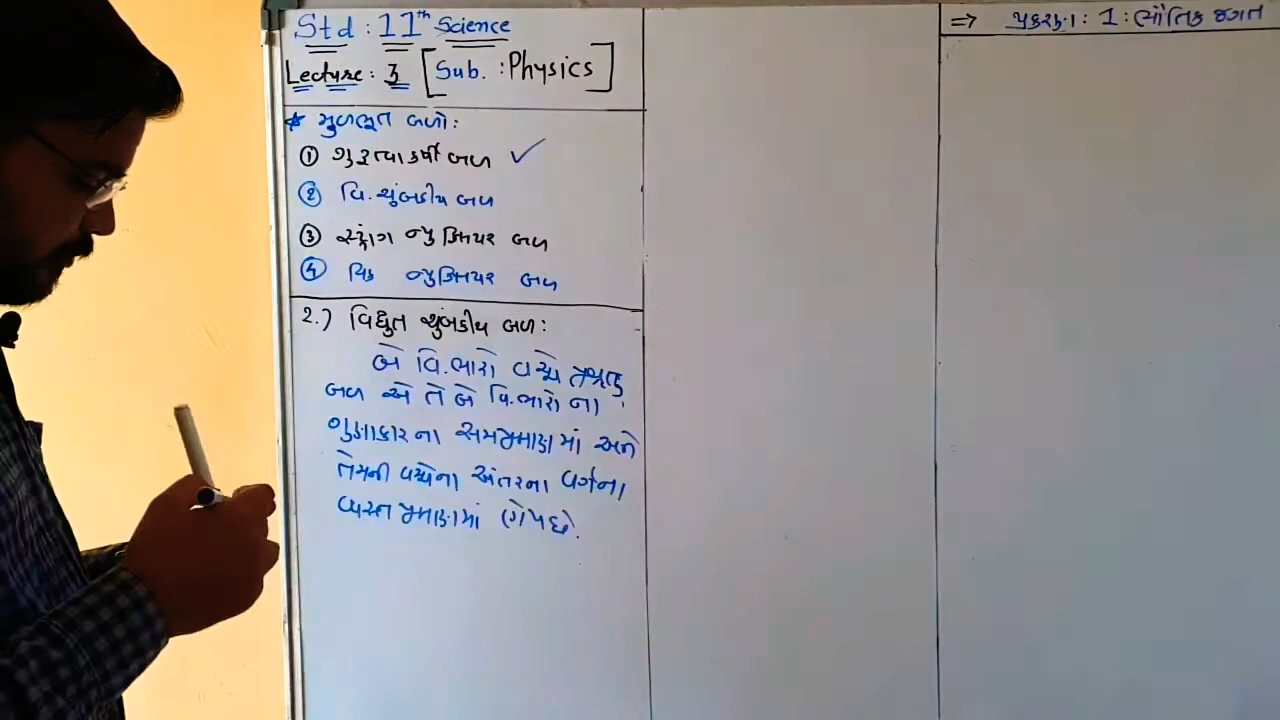 Std : 11th Science
Lecture : 3 [Sub. : Physics]
⇒ પ્રકરણ : 1 : ભૌતિક જગત
* મુળભૂત બળો :
① ગુરુત્વાકર્ષી બળ ✓
② વિ. ચુંબકીય બળ
③ સ્ટ્રોંગ ન્યુક્લિયર બળ
④ વિક ન્યુક્લિયર બળ
2.) વિદ્યુત ચુંબકીય બળ :
બે વિ.ભારો વચ્ચે
બળ એ તે બે વિ.ભારો ના
ગુણાકારના સમપ્રમાણમાં અને
તેમની વચ્ચેના અંતરના વર્ગના
વ્યસ્ત પ્રમાણમાં હોય છે.